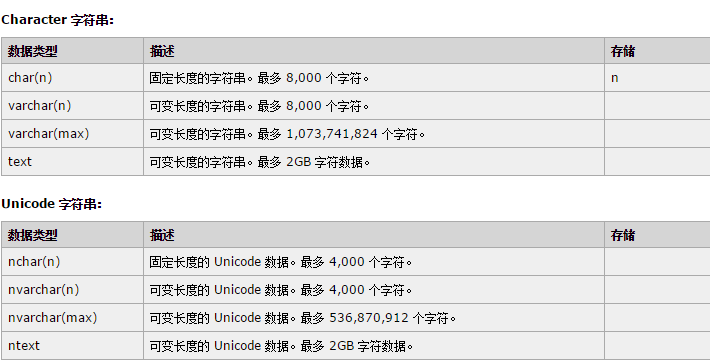 Character 字符串：
数据类型 描述 存储
char(n) 固定长度的字符串。最多 8,000 个字符。 n
varchar(n) 可变长度的字符串。最多 8,000 个字符。
varchar(max) 可变长度的字符串。最多 1,073,741,824 个字符。
text 可变长度的字符串。最多 2GB 字符数据。
Unicode 字符串：
数据类型 描述 存储
nchar(n) 固定长度的 Unicode 数据。最多 4,000 个字符。
nvarchar(n) 可变长度的 Unicode 数据。最多 4,000 个字符。
nvarchar(max) 可变长度的 Unicode 数据。最多 536,870,912 个字符。
ntext 可变长度的 Unicode 数据。最多 2GB 字符数据。